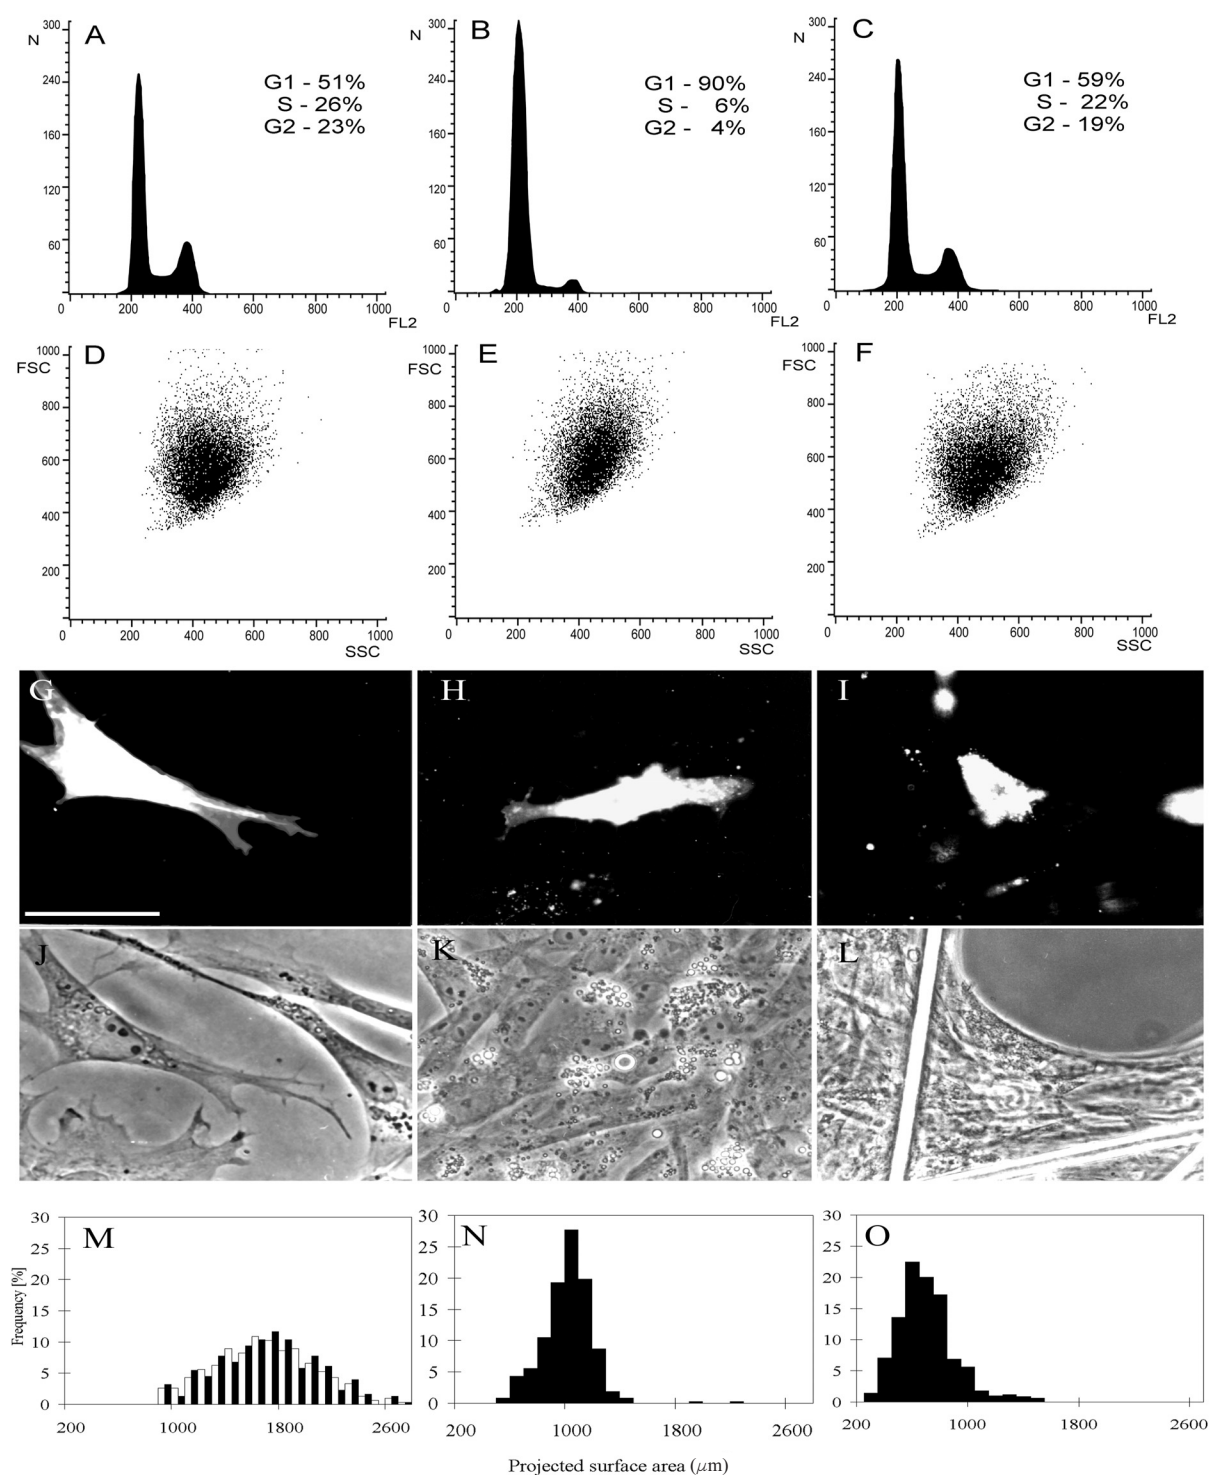 A
N
300
240
160
120
60
0 200 400 600 800 1000
FL2
G1 - 51%
S - 26%
G2 - 23%
B
N
300
240
160
120
60
0 200 400 600 800 1000
FL2
G1 - 90%
S - 6%
G2 - 4%
C
N
300
240
160
120
60
0 200 400 600 800 1000
FL2
G1 - 59%
S - 22%
G2 - 19%
D
1000
FSC
800
600
400
200
0 200 400 600 800 1000
SSC
E
1000
FSC
800
600
400
200
0 200 400 600 800 1000
SSC
F
1000
FSC
800
600
400
200
0 200 400 600 800 1000
SSC
G
H
I
J
K
L
M
30
25
20
15
10
5
0
200 1000 1800 2600
Frequency [%]
N
30
25
20
15
10
5
0
200 1000 1800 2600
O
30
25
20
15
10
5
0
200 1000 1800 2600
Projected surface area (μm)